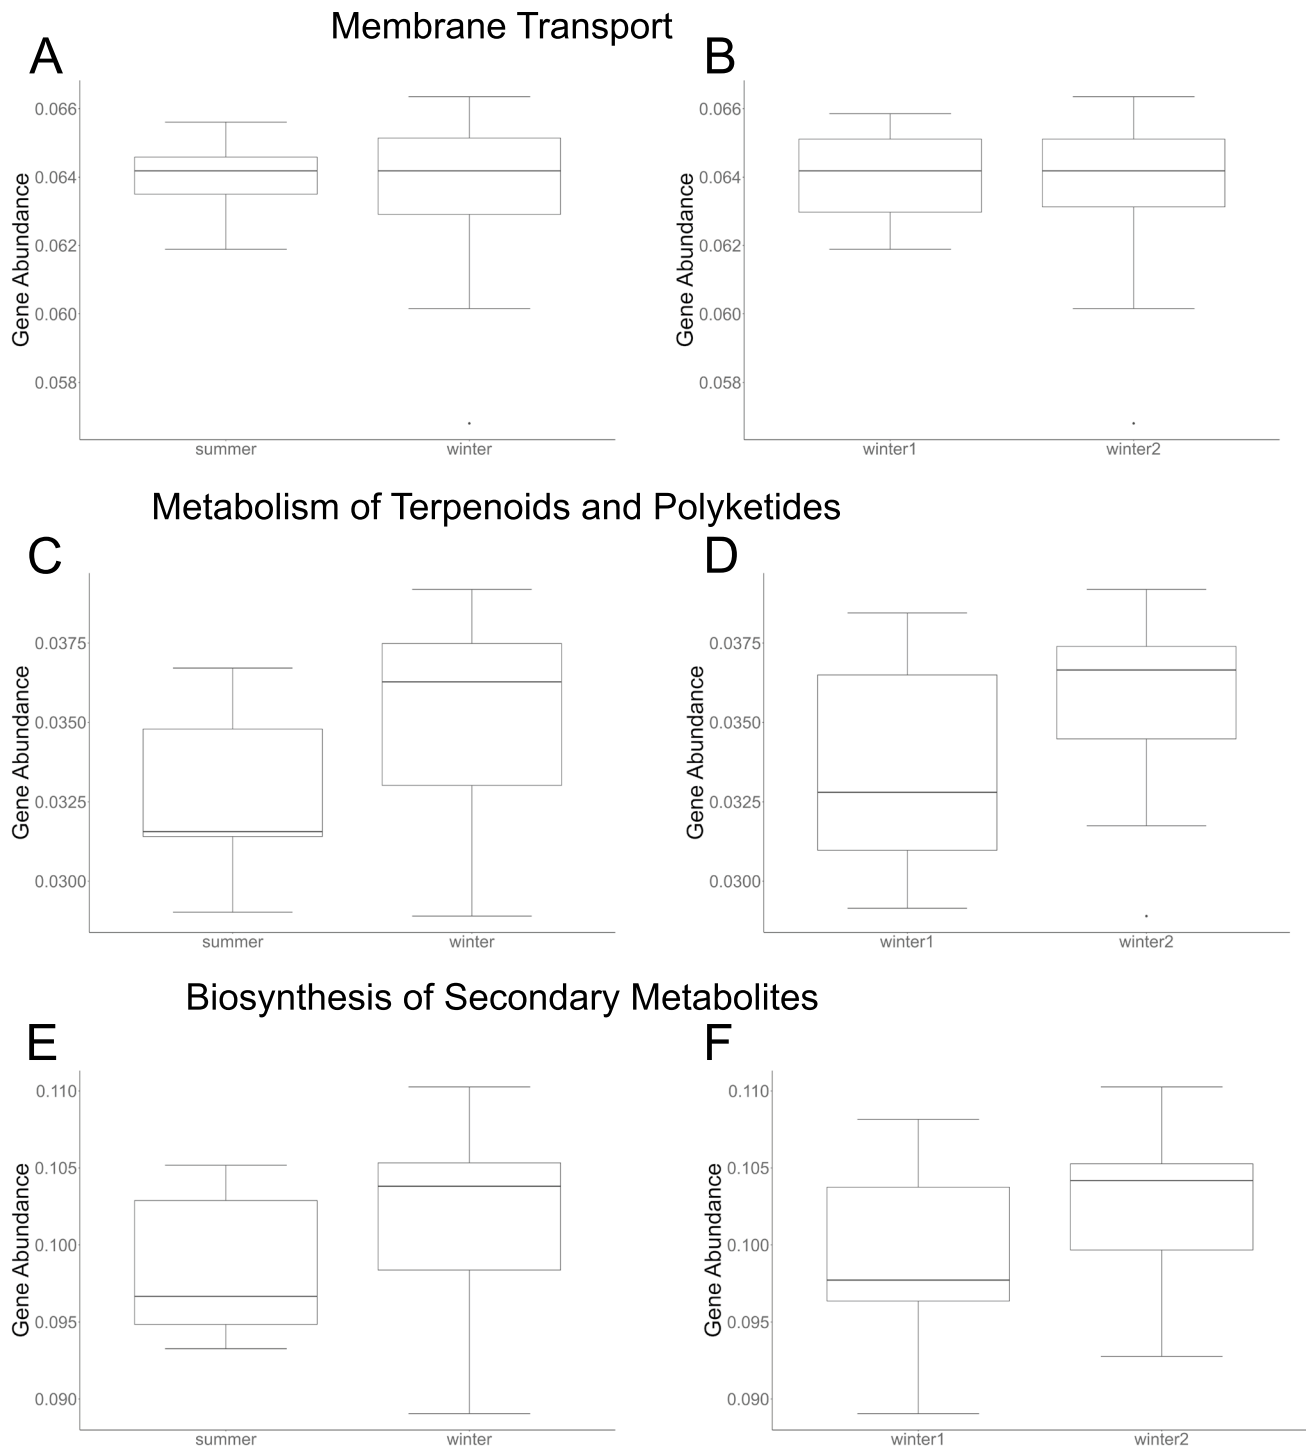 Membrane Transport
A
B
Gene Abundance
0.066
0.064
0.062
0.060
0.058
summer
winter
Gene Abundance
0.066
0.064
0.062
0.060
0.058
winter1
winter2
Metabolism of Terpenoids and Polyketides
C
D
Gene Abundance
0.0375
0.0350
0.0325
0.0300
summer
winter
Gene Abundance
0.0375
0.0350
0.0325
0.0300
winter1
winter2
Biosynthesis of Secondary Metabolites
E
F
Gene Abundance
0.110
0.105
0.100
0.095
0.090
summer
winter
Gene Abundance
0.110
0.105
0.100
0.095
0.090
winter1
winter2